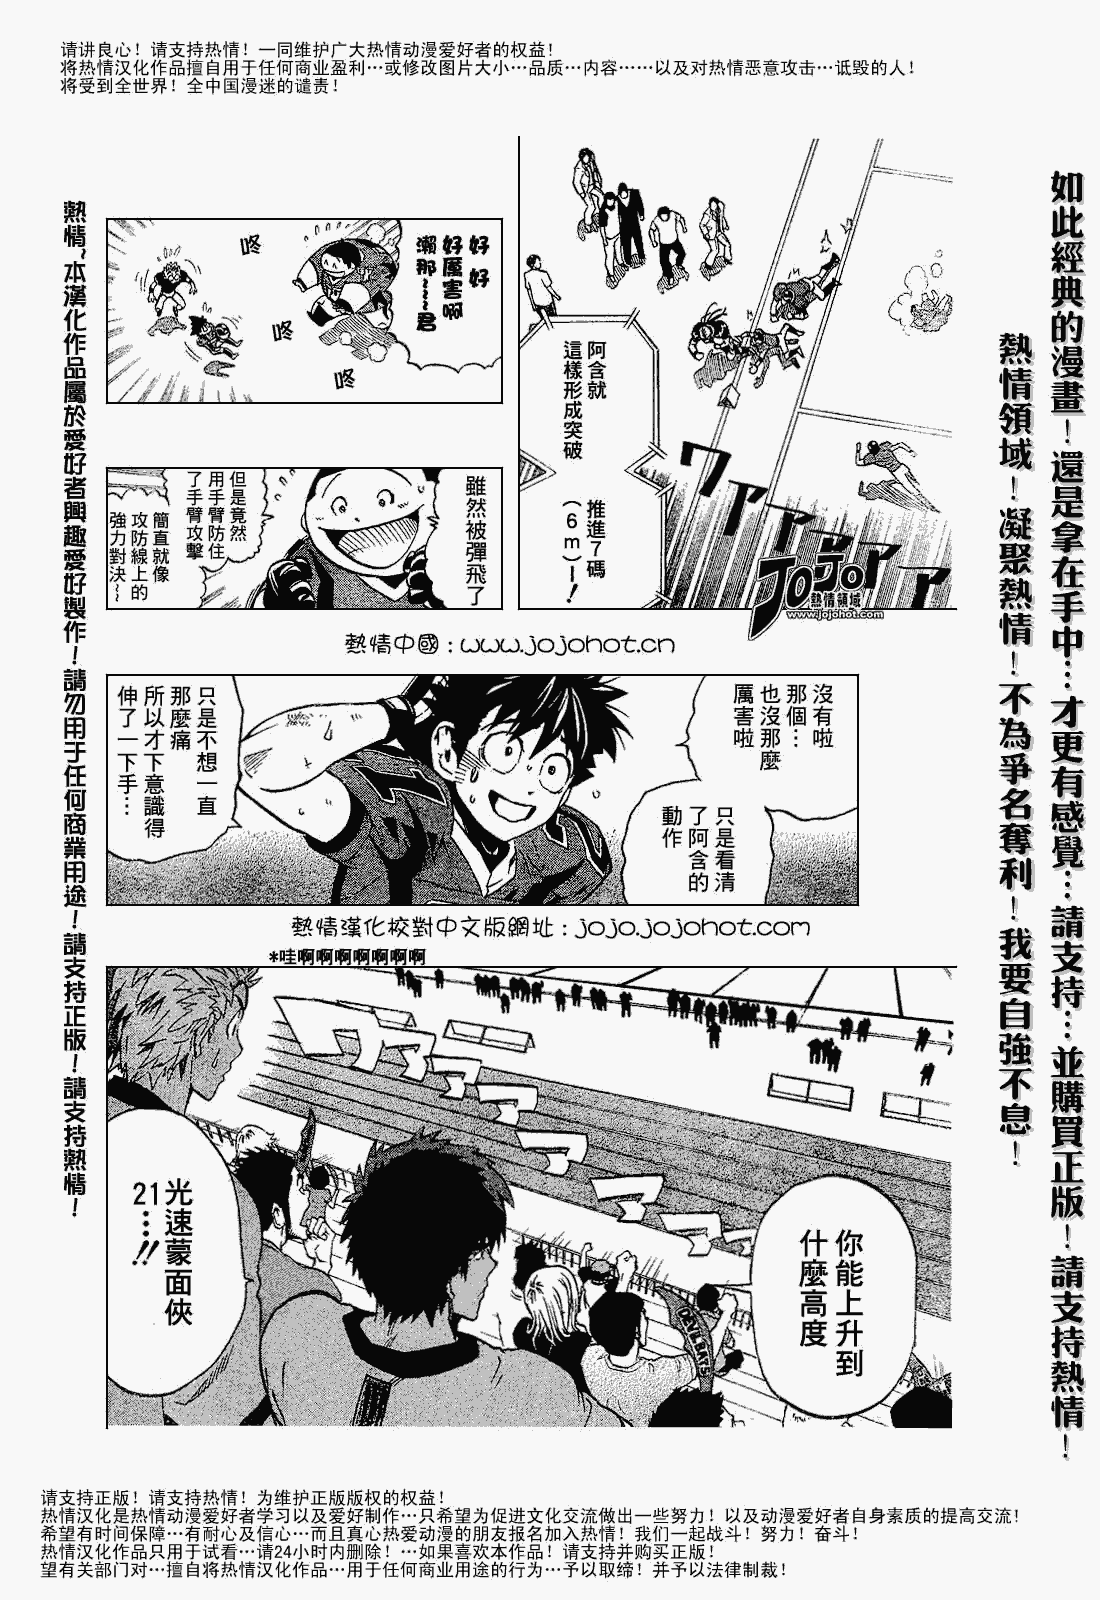 请讲良心！请支持热情！一同维护广大热情动漫爱好者的权益！
将热情汉化作品擅自用于任何商业盈利…或修改图片大小…品质…内容……以及对热情恶意攻击…诋毁的人！
将受到全世界！全中国漫迷的谴责！
如此經典的漫畫！還是拿在手中…才更有感覺…請支持…並購買正版！請支持熱情！
熱情領域！凝聚熱情！不為爭名奪利！我要自強不息！
阿含就
這樣形成突破
推進7碼
（6m）─！
ワァァァァァァ
JOJO
熱情領域
www.jojohot.com
好 好
好厲害啊
瀨那……君
咚
咚
咚
雖然被彈飛了
但是竟然
用手臂防住
了手臂攻擊
簡直就像
攻防線上的
強力對決～
熱情中國：www.jojohot.cn
沒有啦
那個…
也沒那麼
厲害啦
只是看清
了阿含的
動作
只是不想一直
那麼痛
所以才下意識得
伸了一下手…
熱情漢化校對中文版網址：jojo.jojohot.com
*哇啊啊啊啊啊啊啊
ワァァァァァ
你能上升到
什麼高度
DEVIL BATS
光速蒙面俠
21…!!
熱情、本漢化作品屬於愛好者興趣愛好製作！請勿用于任何商業用途！請支持正版！請支持熱情！
请支持正版！请支持热情！为维护正版版权的权益！
热情汉化是热情动漫爱好者学习以及爱好制作…只希望为促进文化交流做出一些努力！以及动漫爱好者自身素质的提高交流！
希望有时间保障…有耐心及信心…而且真心热爱动漫的朋友报名加入热情！我们一起战斗！努力！奋斗！
热情汉化作品只用于试看…请24小时内删除！…如果喜欢本作品！请支持并购买正版！
望有关部门对…擅自将热情汉化作品…用于任何商业用途的行为…予以取缔！并予以法律制裁！